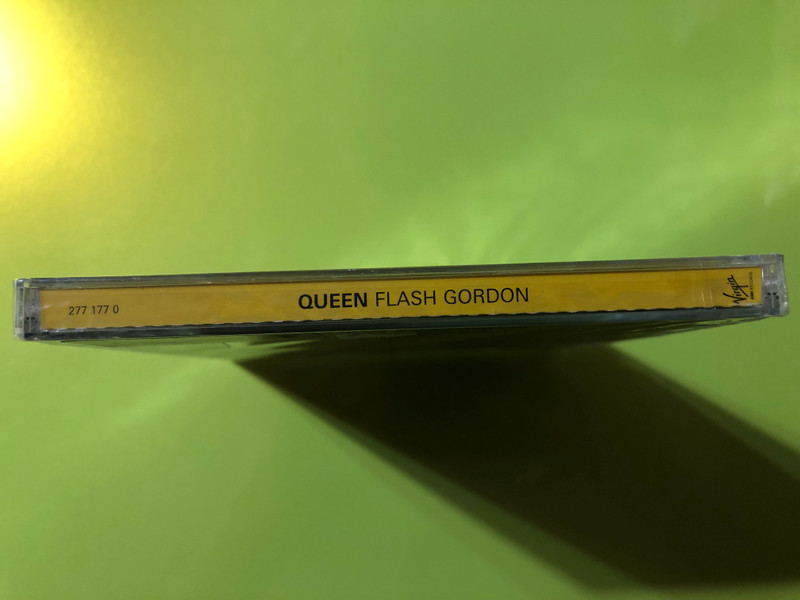 277 177 0
QUEEN FLASH GORDON
Virgin